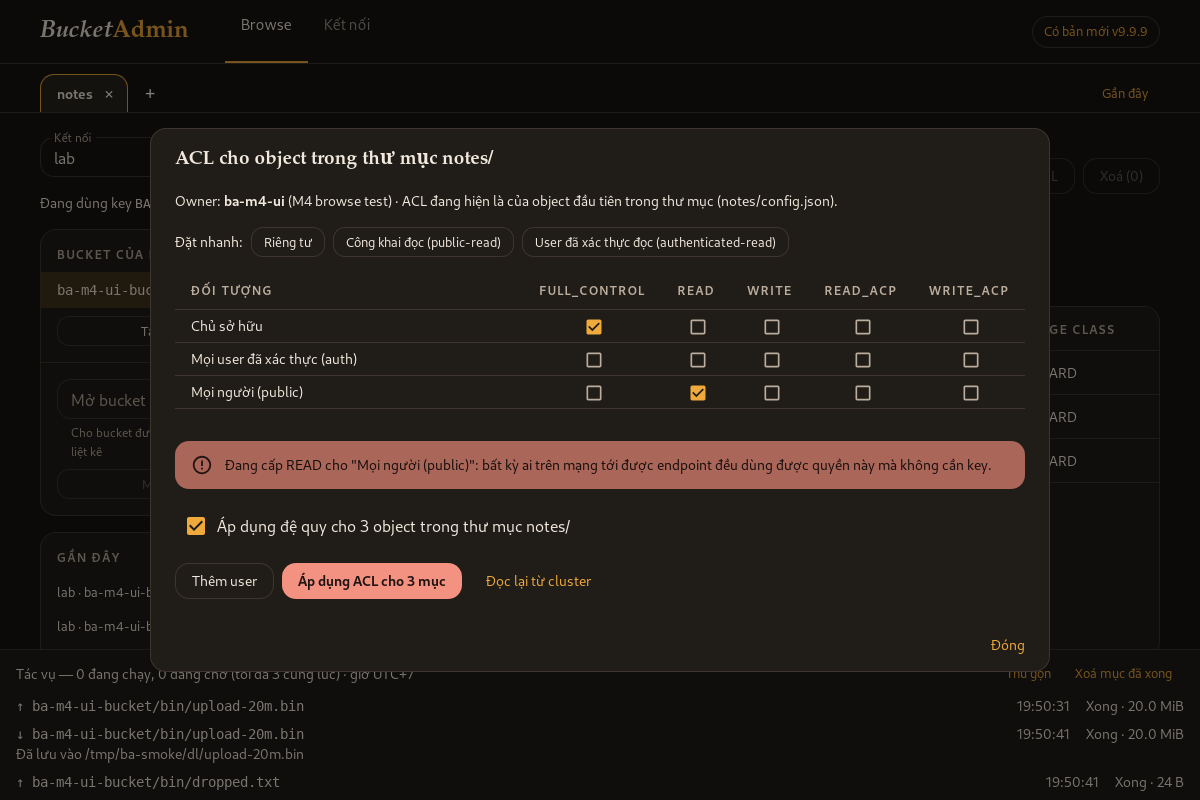 BucketAdmin
Browse
Kết nối
Có bản mới v9.9.9
notes ×
+
Gần đây
Kết nối
lab
Đang dùng key BA
L
Xoá (0)
BUCKET CỦA
ba-m4-ui-buc
Mở bucket
Cho bucket đư
liệt kê
M
GẦN ĐÂY
lab · ba-m4-ui-b
lab · ba-m4-ui-b
GE CLASS
ARD
ARD
ARD
ACL cho object trong thư mục notes/
Owner: ba-m4-ui (M4 browse test) · ACL đang hiện là của object đầu tiên trong thư mục (notes/config.json).
Đặt nhanh:
Riêng tư
Công khai đọc (public-read)
User đã xác thực đọc (authenticated-read)
ĐỐI TƯỢNG FULL_CONTROL READ WRITE READ_ACP WRITE_ACP
Chủ sở hữu
Mọi user đã xác thực (auth)
Mọi người (public)
Đang cấp READ cho "Mọi người (public)": bất kỳ ai trên mạng tới được endpoint đều dùng được quyền này mà không cần key.
Áp dụng đệ quy cho 3 object trong thư mục notes/
Thêm user
Áp dụng ACL cho 3 mục
Đọc lại từ cluster
Đóng
Tác vụ — 0 đang chạy, 0 đang chờ (tối đa 3 cùng lúc) · giờ UTC+7
Thu gọn
Xoá mục đã xong
↑ ba-m4-ui-bucket/bin/upload-20m.bin 19:50:31 Xong · 20.0 MiB
↓ ba-m4-ui-bucket/bin/upload-20m.bin 19:50:41 Xong · 20.0 MiB
Đã lưu vào /tmp/ba-smoke/dl/upload-20m.bin
↑ ba-m4-ui-bucket/bin/dropped.txt 19:50:41 Xong · 24 B